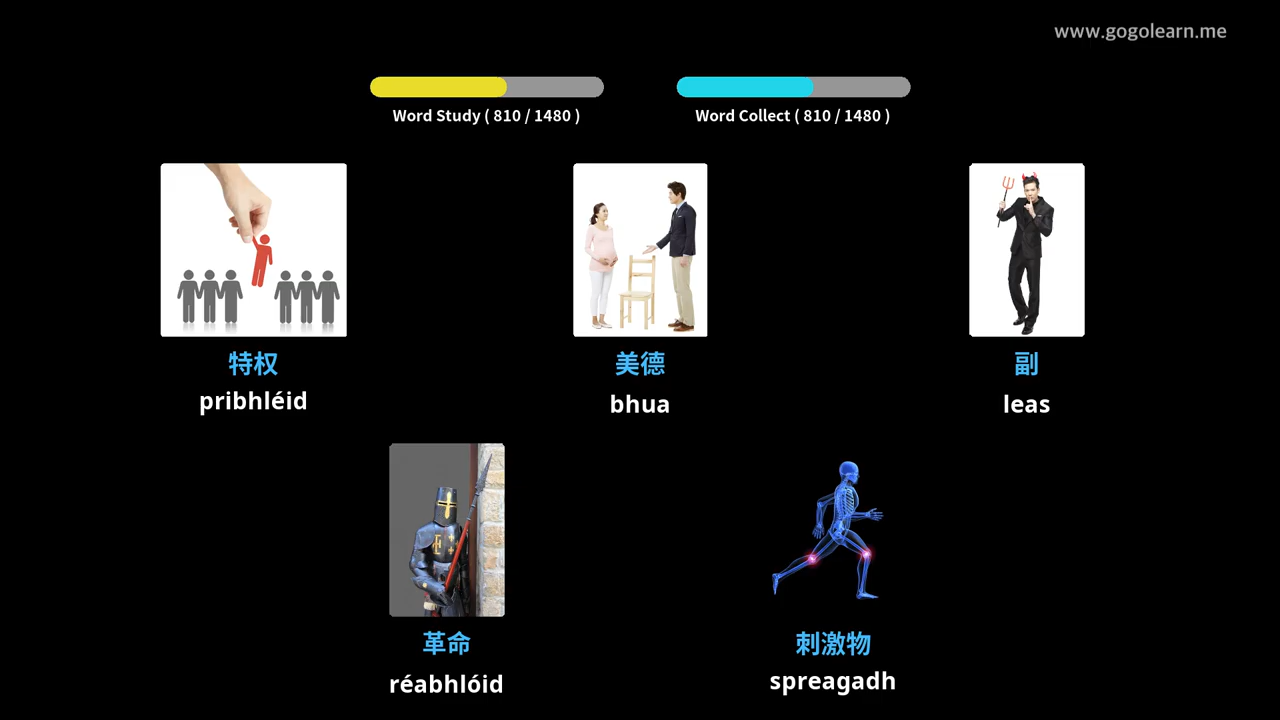 www.gogolearn.me
Word Study ( 810 / 1480 )
Word Collect ( 810 / 1480 )
特权
pribhléid
美德
bhua
副
leas
革命
réabhlóid
刺激物
spreagadh